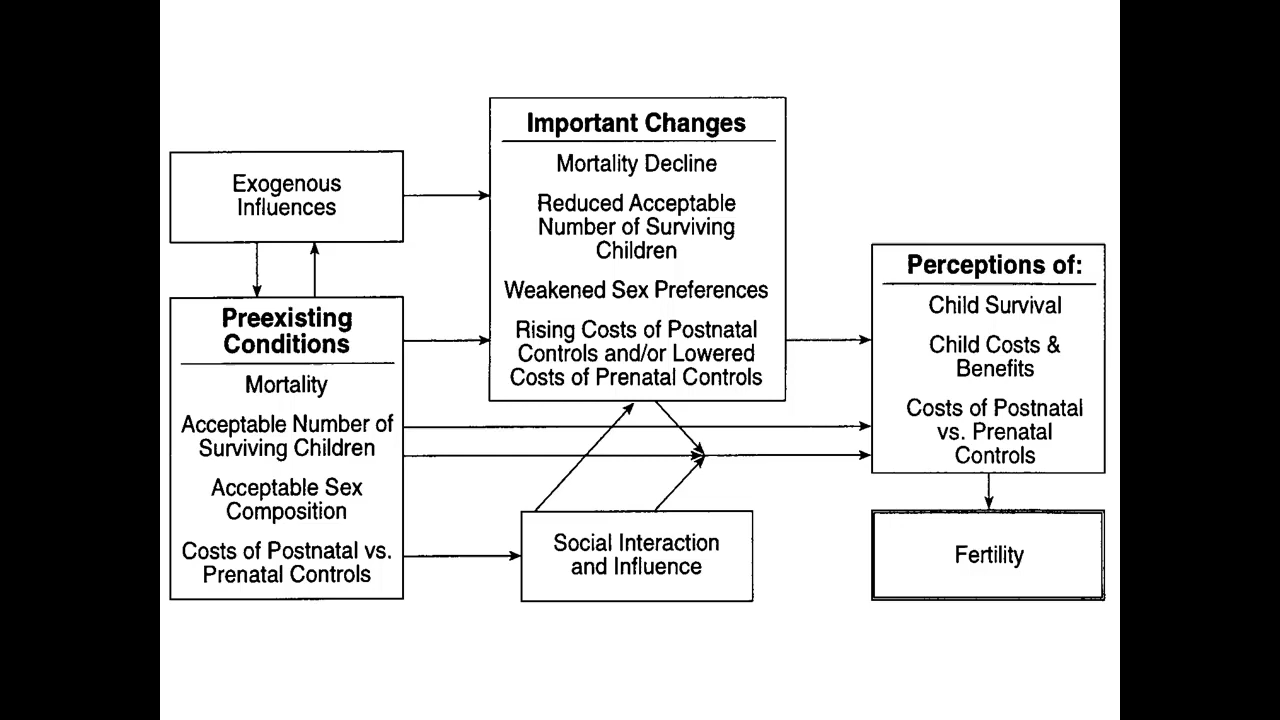 Important Changes
Mortality Decline
Reduced Acceptable
Number of Surviving
Children
Weakened Sex Preferences
Rising Costs of Postnatal
Controls and/or Lowered
Costs of Prenatal Controls
Exogenous
Influences
Preexisting
Conditions
Mortality
Acceptable Number of
Surviving Children
Acceptable Sex
Composition
Costs of Postnatal vs.
Prenatal Controls
Social Interaction
and Influence
Perceptions of:
Child Survival
Child Costs &
Benefits
Costs of Postnatal
vs. Prenatal
Controls
Fertility